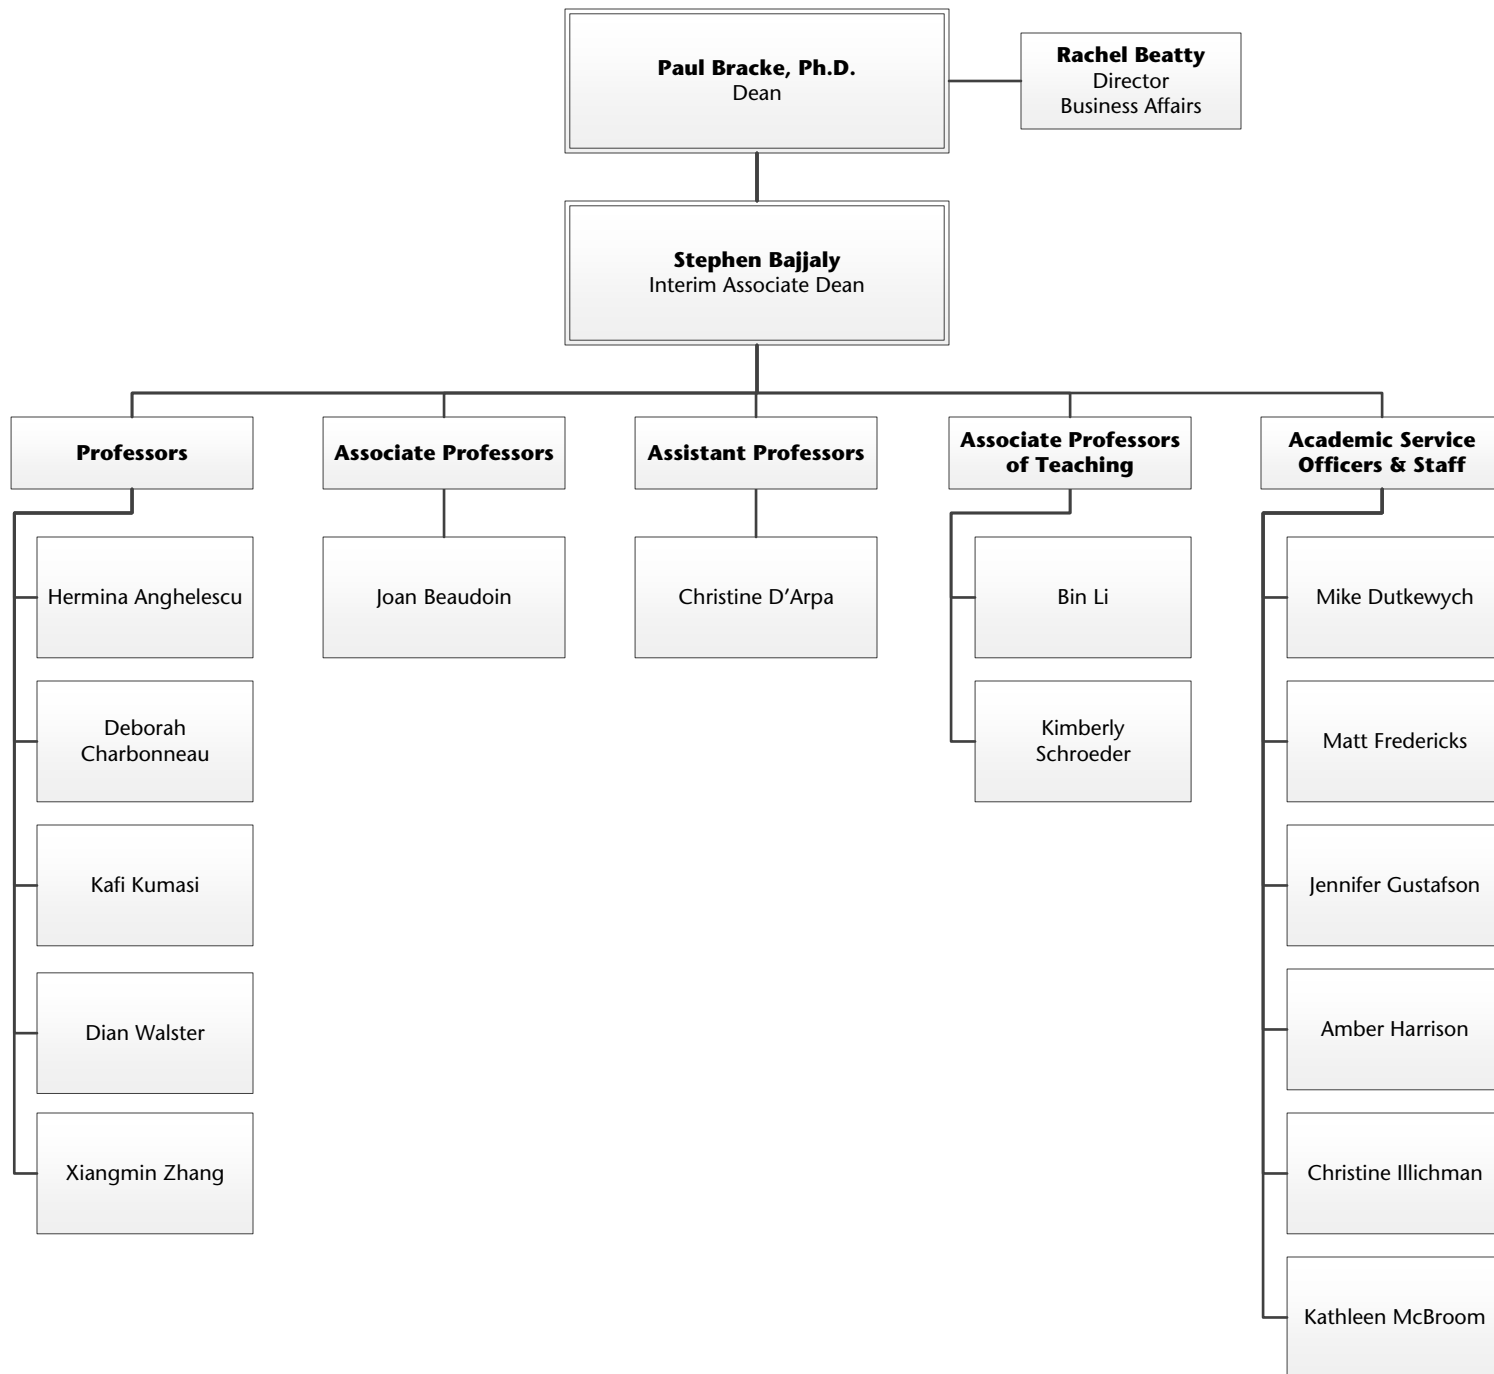 Paul Bracke, Ph.D.
Dean
Rachel Beatty
Director
Business Affairs
Stephen Bajjaly
Interim Associate Dean
Professors
Associate Professors
Assistant Professors
Associate Professors
of Teaching
Academic Service
Officers & Staff
Hermina Anghelescu
Deborah
Charbonneau
Kafi Kumasi
Dian Walster
Xiangmin Zhang
Joan Beaudoin
Christine D’Arpa
Bin Li
Kimberly
Schroeder
Mike Dutkewych
Matt Fredericks
Jennifer Gustafson
Amber Harrison
Christine Illichman
Kathleen McBroom